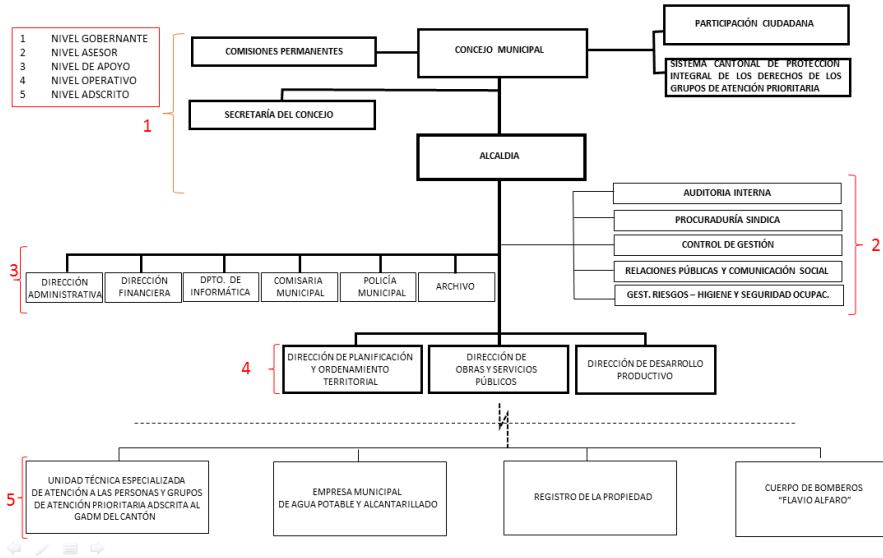 1 NIVEL GOBERNANTE
2 NIVEL ASESOR
3 NIVEL DE APOYO
4 NIVEL OPERATIVO
5 NIVEL ADSCRITO
COMISIONES PERMANENTES
CONCEJO MUNICIPAL
PARTICIPACIÓN CIUDADANA
SISTEMA CANTONAL DE PROTECCIÓN
INTEGRAL DE LOS DERECHOS DE LOS
GRUPOS DE ATENCIÓN PRIORITARIA
SECRETARÍA DEL CONCEJO
1
ALCALDIA
AUDITORIA INTERNA
PROCURADURÍA SINDICA
CONTROL DE GESTIÓN
RELACIONES PÚBLICAS Y COMUNICACIÓN SOCIAL
GEST. RIESGOS – HIGIENE Y SEGURIDAD OCUPAC.
2
3
DIRECCIÓN
ADMINISTRATIVA
DIRECCIÓN
FINANCIERA
DPTO. DE
INFORMÁTICA
COMISARIA
MUNICIPAL
POLICÍA
MUNICIPAL
ARCHIVO
4
DIRECCIÓN DE PLANIFICACIÓN
Y ORDENAMIENTO
TERRITORIAL
DIRECCIÓN DE
OBRAS Y SERVICIOS
PÚBLICOS
DIRECCIÓN DE DESARROLLO
PRODUCTIVO
5
UNIDAD TÉCNICA ESPECIALIZADA
DE ATENCIÓN A LAS PERSONAS Y GRUPOS
DE ATENCIÓN PRIORITARIA ADSCRITA AL
GADM DEL CANTÓN
EMPRESA MUNICIPAL
DE AGUA POTABLE Y ALCANTARILLADO
REGISTRO DE LA PROPIEDAD
CUERPO DE BOMBEROS
"FLAVIO ALFARO"